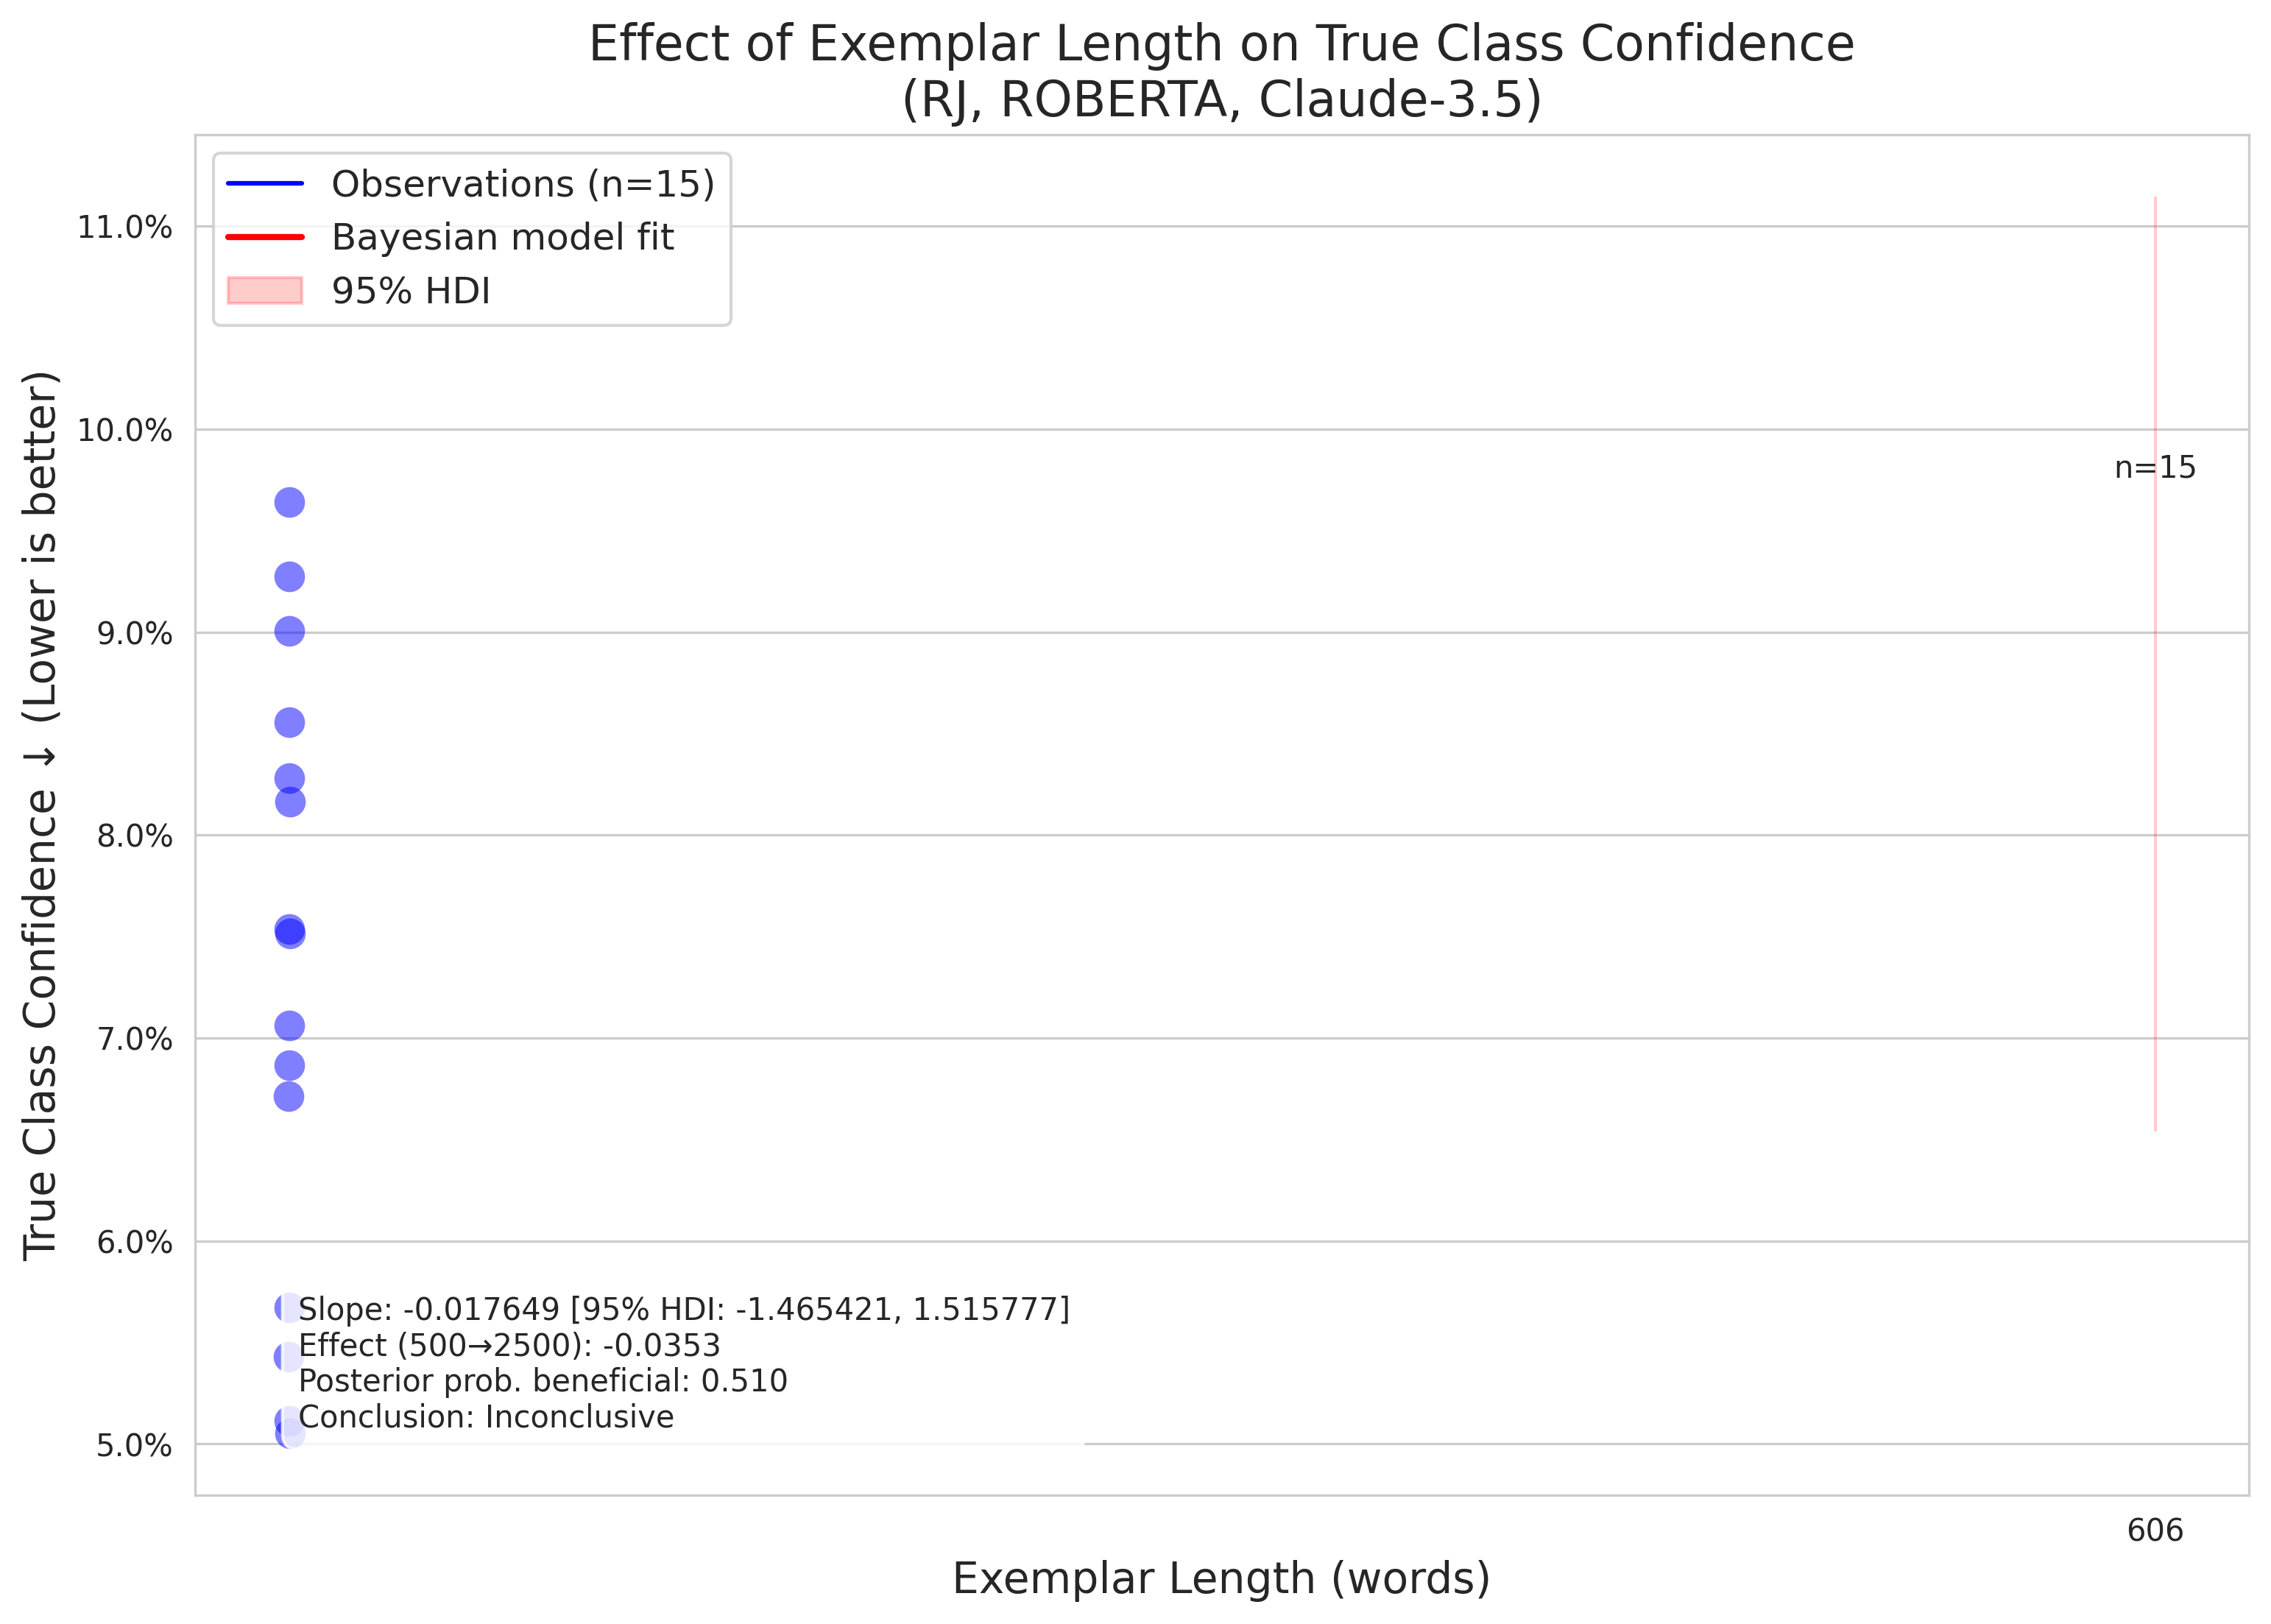 Effect of Exemplar Length on True Class Confidence
(RJ, ROBERTA, Claude-3.5)
Observations (n=15)
Bayesian model fit
95% HDI
True Class Confidence ↓ (Lower is better)
11.0%
10.0%
9.0%
8.0%
7.0%
6.0%
5.0%
n=15
Slope: -0.017649 [95% HDI: -1.465421, 1.515777]
Effect (500→2500): -0.0353
Posterior prob. beneficial: 0.510
Conclusion: Inconclusive
606
Exemplar Length (words)